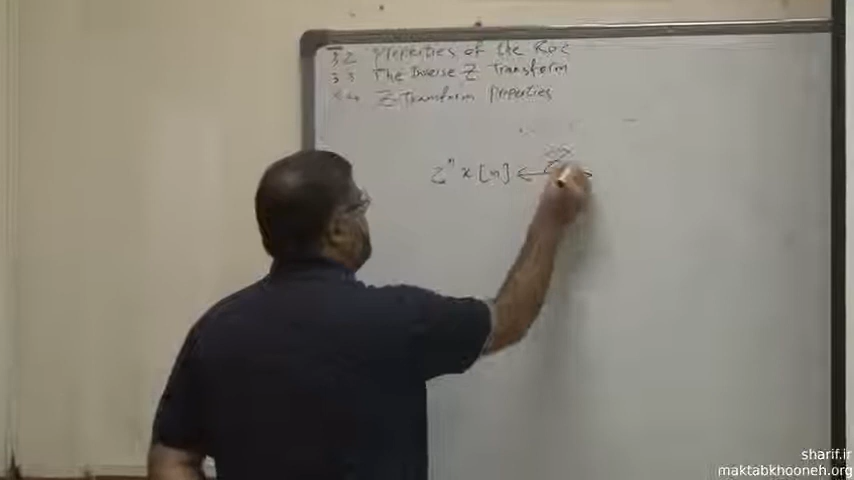 3.2 Properties of the ROC
3.3 The Inverse Z Transform
3.4 Z-Transform Properties
Z^n x[n] ↔
sharif.ir
maktabkhooneh.org